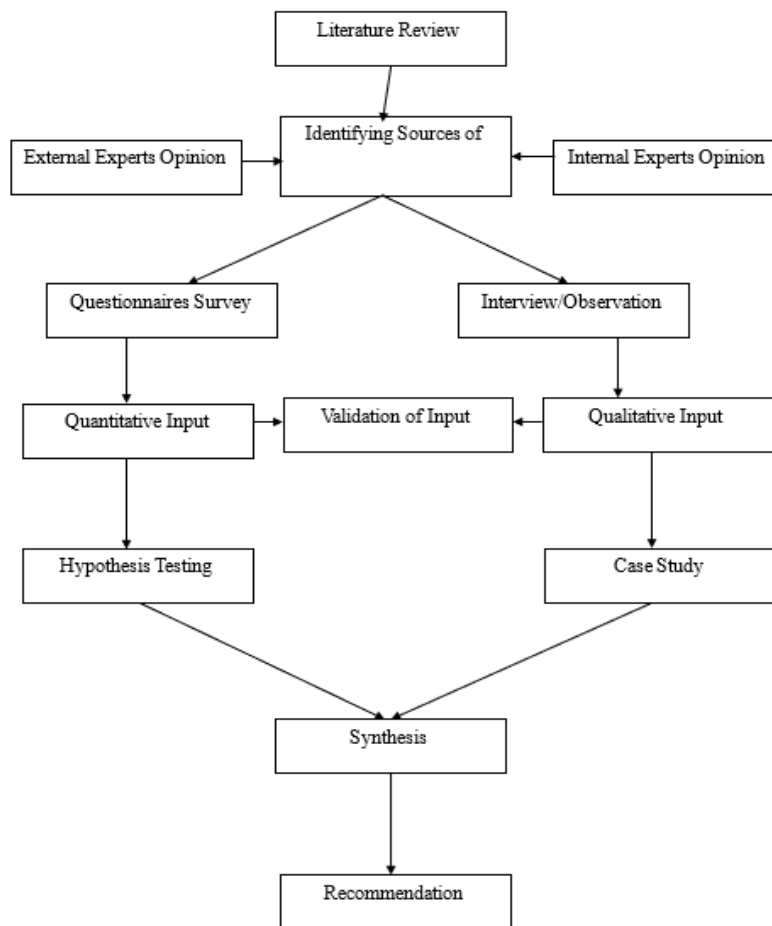 Literature Review
Identifying Sources of
External Experts Opinion
Internal Experts Opinion
Questionnaires Survey
Interview/Observation
Quantitative Input
Validation of Input
Qualitative Input
Hypothesis Testing
Case Study
Synthesis
Recommendation